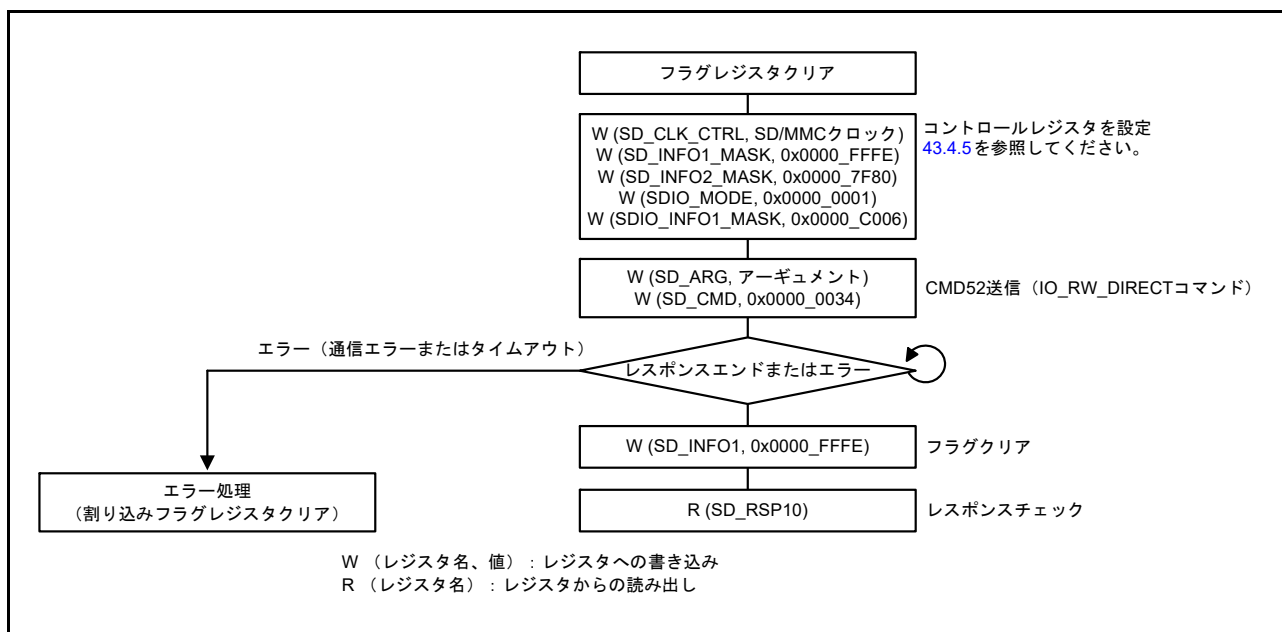 フラグレジスタクリア
W (SD_CLK_CTRL, SD/MMCクロック)
W (SD_INFO1_MASK, 0x0000_FFFE)
W (SD_INFO2_MASK, 0x0000_7F80)
W (SDIO_MODE, 0x0000_0001)
W (SDIO_INFO1_MASK, 0x0000_C006)
コントロールレジスタを設定
43.4.5を参照してください。
W (SD_ARG, アーギュメント)
W (SD_CMD, 0x0000_0034)
CMD52送信（IO_RW_DIRECTコマンド）
エラー（通信エラーまたはタイムアウト）
レスポンスエンドまたはエラー
W (SD_INFO1, 0x0000_FFFE)
フラグクリア
エラー処理
（割り込みフラグレジスタクリア）
R (SD_RSP10)
レスポンスチェック
W （レジスタ名、値）：レジスタへの書き込み
R （レジスタ名）：レジスタからの読み出し